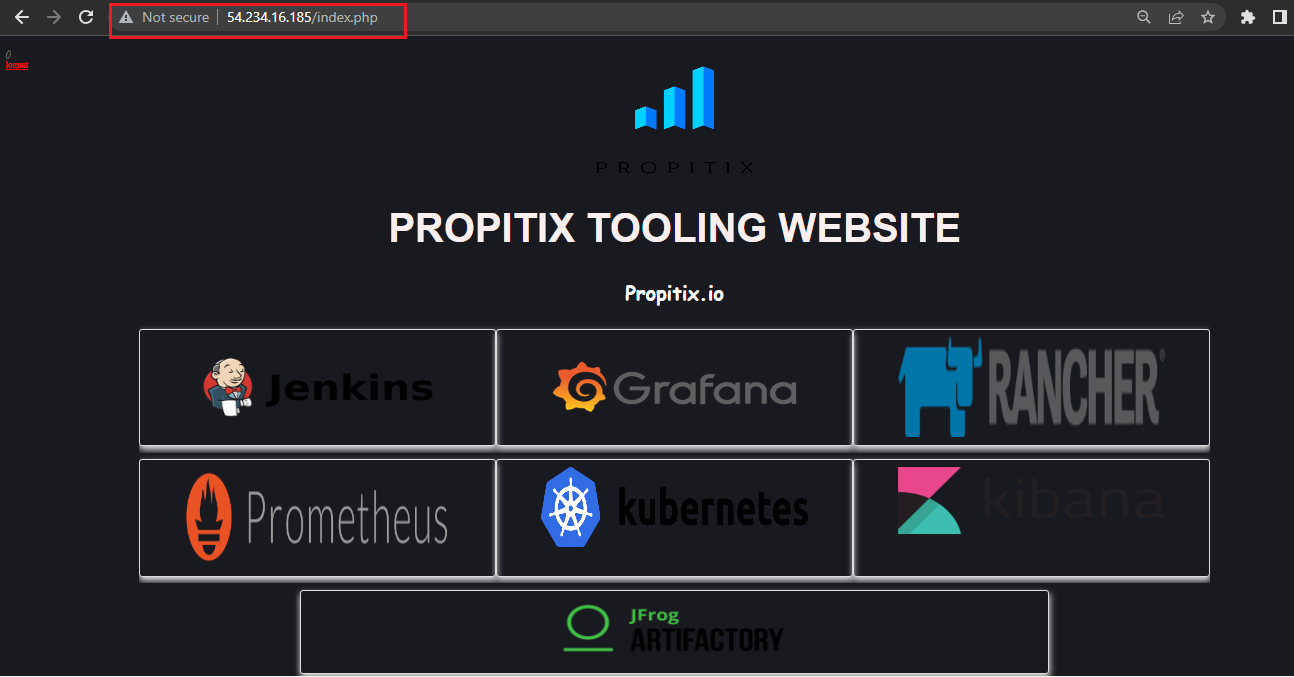 Not secure | 54.234.16.185/index.php
()
logout
PROPITIX
PROPITIX TOOLING WEBSITE
Propitix.io
Jenkins
Grafana
RANCHER®
Prometheus
kubernetes
kibana
JFrog
ARTIFACTORY